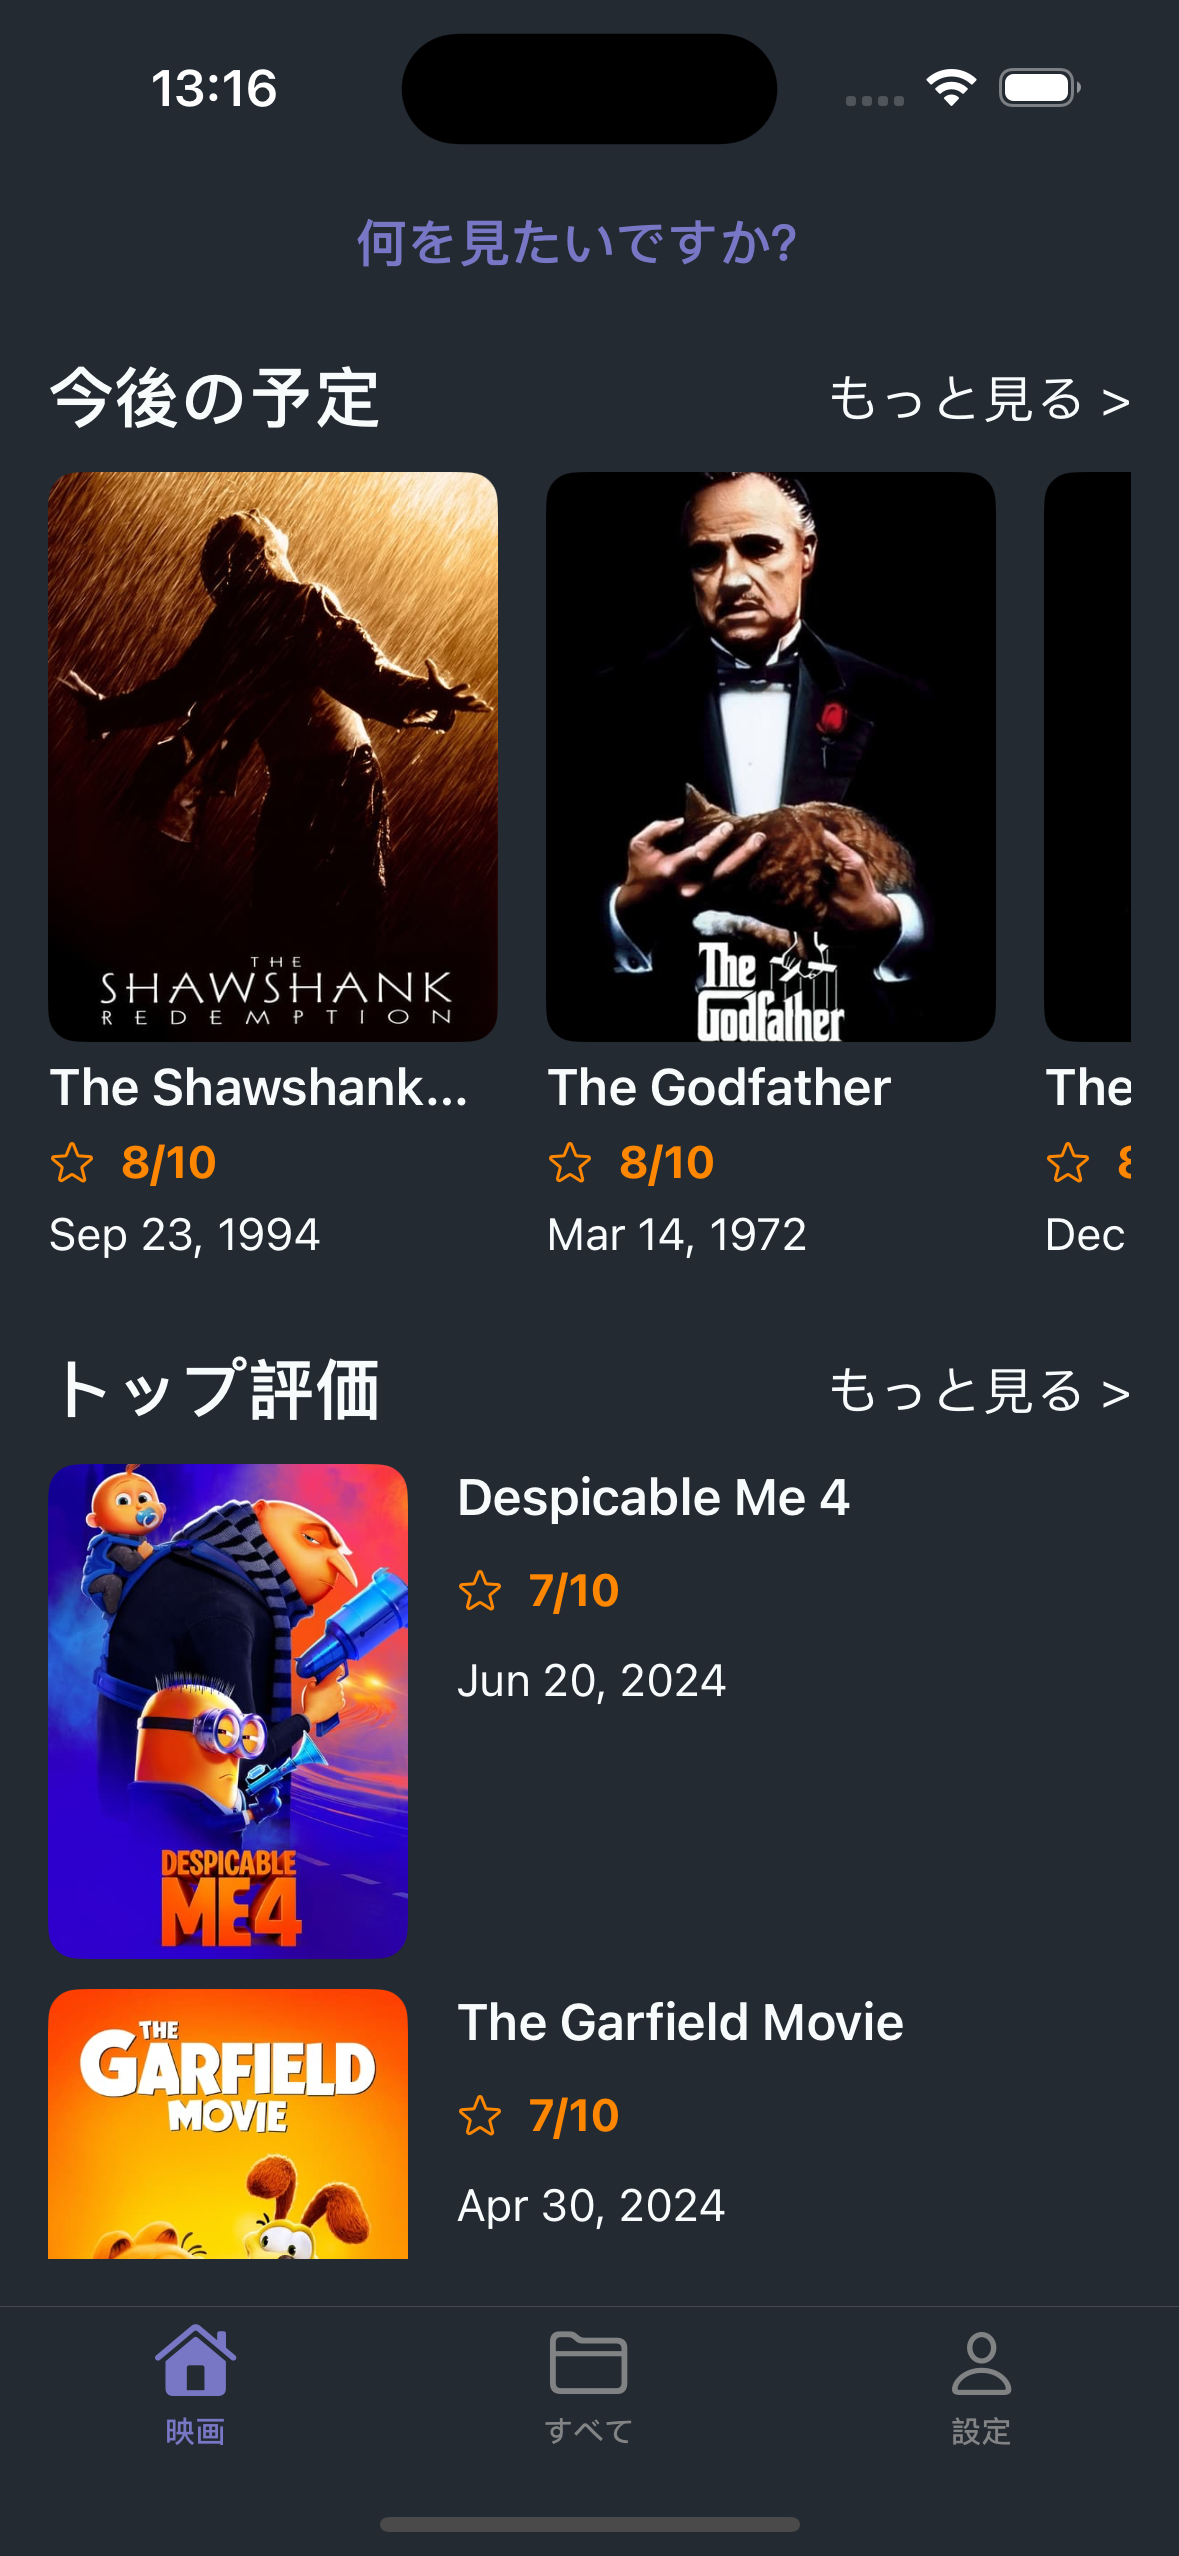 13:16
何を見たいですか?
今後の予定
もっと見る >
THE
SHAWSHANK
REDEMPTION
The
Godfather
The Shawshank...
The Godfather
The
8/10
8/10
Sep 23, 1994
Mar 14, 1972
Dec
トップ評価
もっと見る >
DESPICABLE
ME4
Despicable Me 4
7/10
Jun 20, 2024
THE
GARFIELD
MOVIE
The Garfield Movie
7/10
Apr 30, 2024
映画
すべて
設定